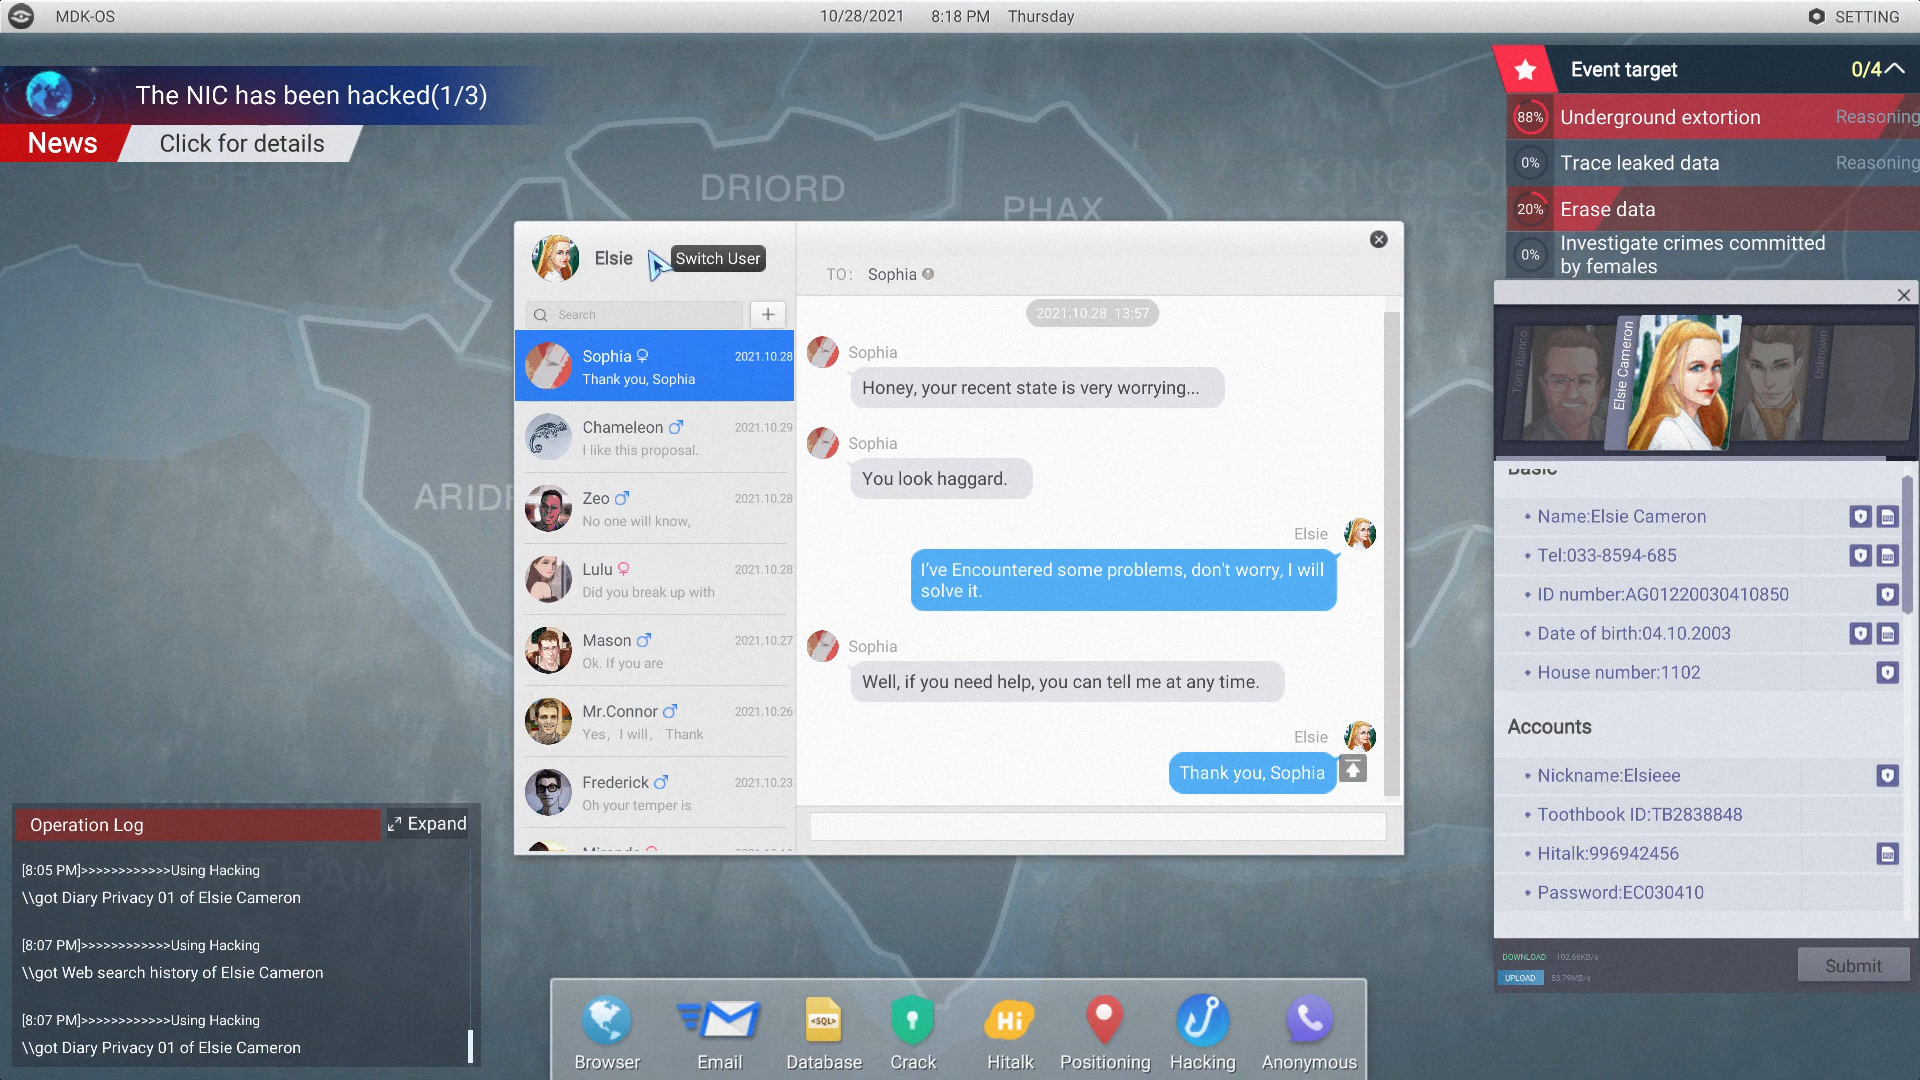 MDK-OS
10/28/2021 8:18 PM Thursday
SETTING
The NIC has been hacked(1/3)
News
Click for details
DRIORD
PHAX
Event target
0/4
88%
Underground extortion
Reasoning
0%
Trace leaked data
Reasoning
20%
Erase data
0%
Investigate crimes committed
by females
Elsie
Switch User
Search
Sophia
2021.10.28
Thank you, Sophia
Chameleon
2021.10.29
I like this proposal.
Zeo
2021.10.28
No one will know,
Lulu
2021.10.28
Did you break up with
Mason
2021.10.27
Ok. If you are
Mr.Connor
2021.10.26
Yes, I will, Thank
Frederick
2021.10.23
Oh your temper is
TO: Sophia
2021.10.28 13:57
Sophia
Honey, your recent state is very worrying...
Sophia
You look haggard.
Elsie
I've Encountered some problems, don't worry, I will
solve it.
Sophia
Well, if you need help, you can tell me at any time.
Elsie
Thank you, Sophia
Tom Blanco
Elsie Cameron
Unknown
Basic
• Name:Elsie Cameron
• Tel:033-8594-685
• ID number:AG01220030410850
• Date of birth:04.10.2003
• House number:1102
Accounts
• Nickname:Elsieee
• Toothbook ID:TB2838848
• Hitalk:996942456
• Password:EC030410
DOWNLOAD 102.66KB/s
UPLOAD 53.79MB/s
Submit
Operation Log
Expand
[8:05 PM]>>>>>>>>>>>>Using Hacking
\\got Diary Privacy 01 of Elsie Cameron
[8:07 PM]>>>>>>>>>>>>Using Hacking
\\got Web search history of Elsie Cameron
[8:07 PM]>>>>>>>>>>>>Using Hacking
\\got Diary Privacy 01 of Elsie Cameron
<SQL>
Hi
Browser
Email
Database
Crack
Hitalk
Positioning
Hacking
Anonymous